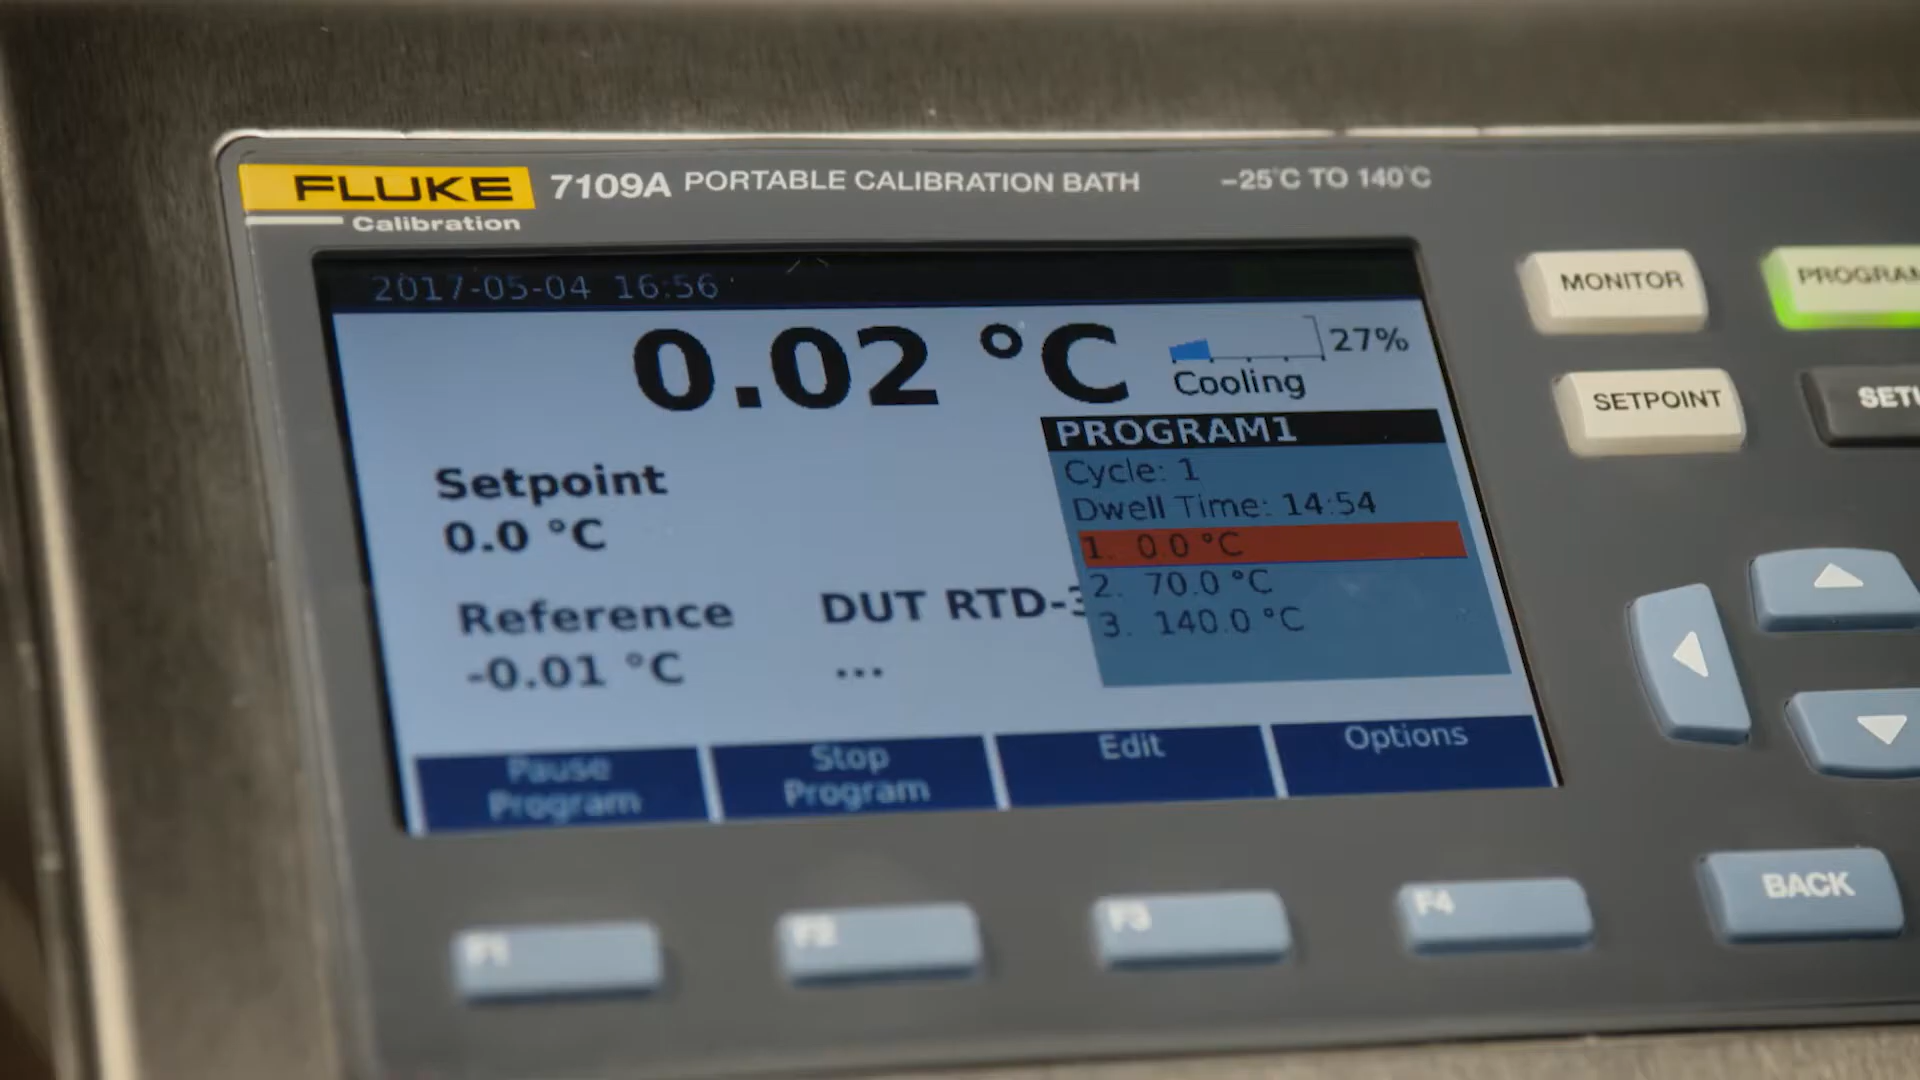 FLUKE 7109A PORTABLE CALIBRATION BATH -25°C TO 140°C
Calibration
2017-05-04 16:56
0.02 °C
27%
Cooling
PROGRAM1
Cycle: 1
Dwell Time: 14:54
1. 0.0 °C
2. 70.0 °C
3. 140.0 °C
Setpoint
0.0 °C
Reference
-0.01 °C
DUT RTD-3
...
Pause
Program
Stop
Program
Edit
Options
F1
F2
F3
F4
MONITOR
SETPOINT
BACK